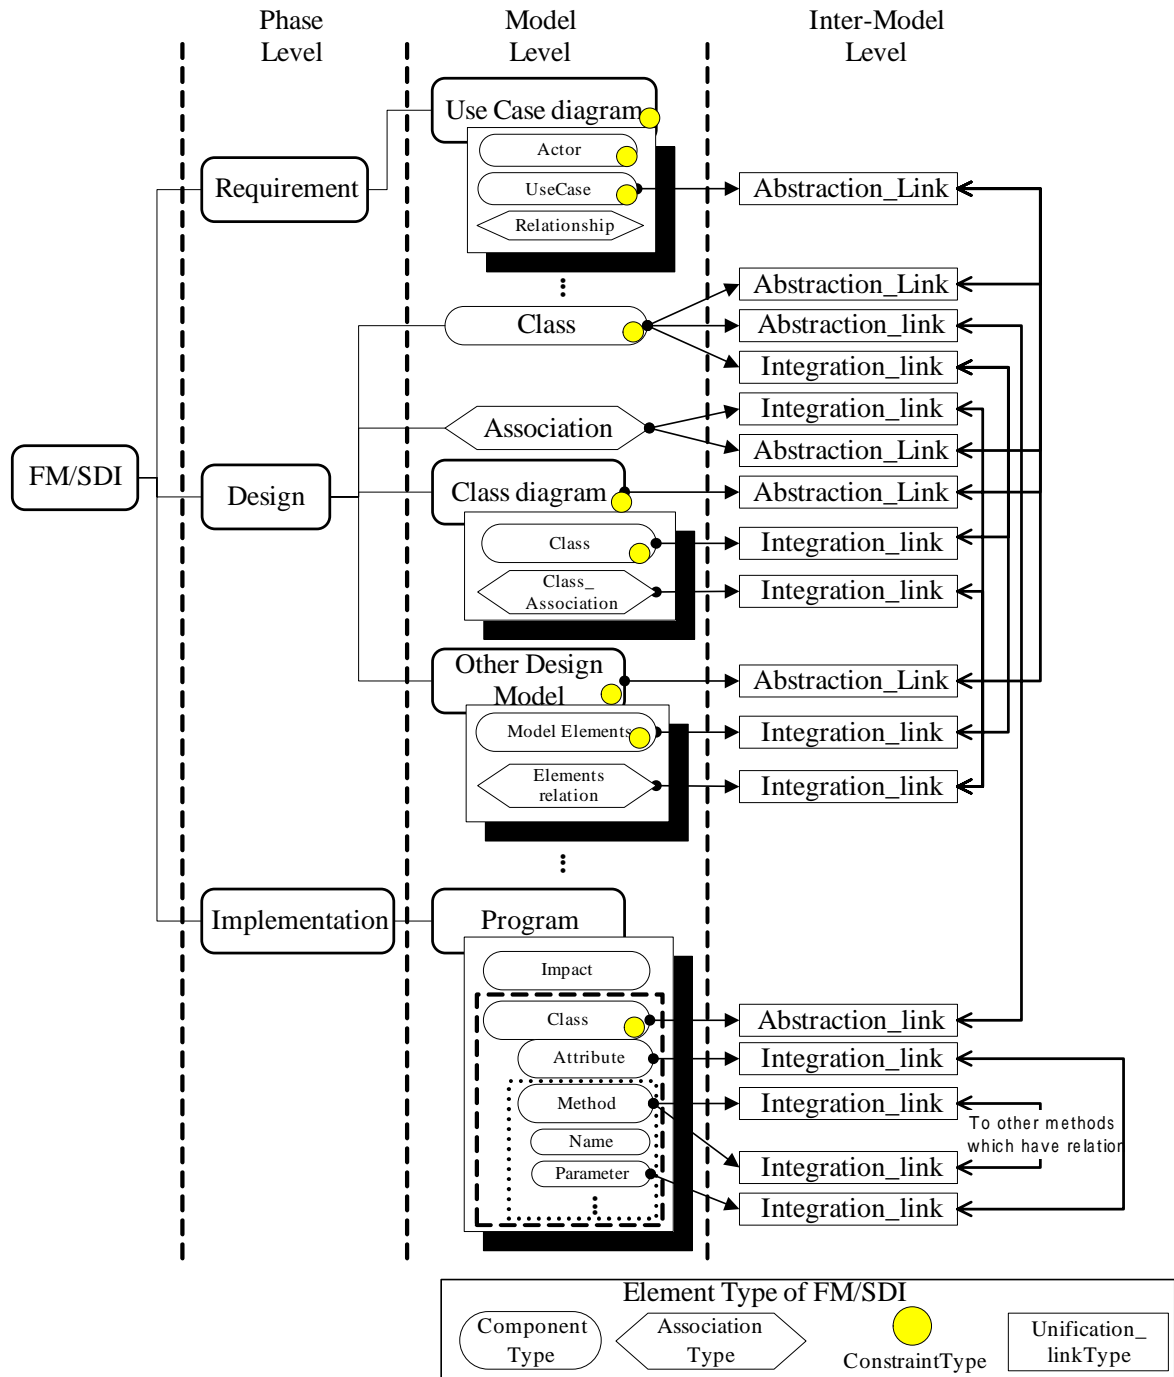 Phase
Level
Model
Level
Inter-Model
Level
Use Case diagram
Actor
UseCase
Relationship
Requirement
Abstraction_Link
Class
Abstraction_Link
Abstraction_link
Integration_link
Association
Integration_link
Abstraction_Link
FM/SDI
Design
Class diagram
Abstraction_Link
Class
Integration_link
Class_
Association
Integration_link
Other Design
Model
Abstraction_Link
Model Elements
Integration_link
Elements
relation
Integration_link
Implementation
Program
Impact
Class
Abstraction_link
Attribute
Integration_link
Method
Integration_link
To other methods
which have relation
Name
Parameter
Integration_link
Integration_link
Element Type of FM/SDI
Component
Type
Association
Type
ConstraintType
Unification_
linkType